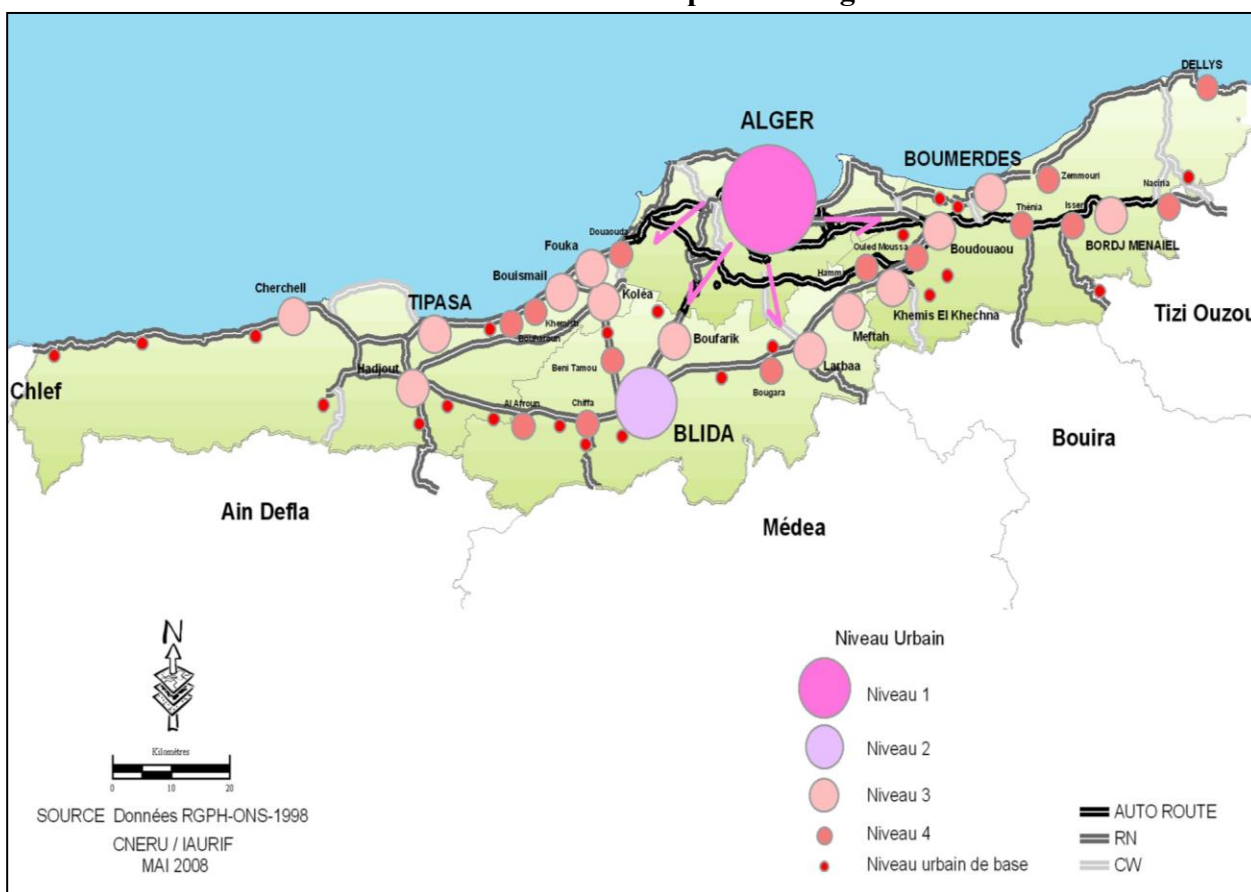 DELLYS
ALGER
BOUMERDES
Zemmouri
Naciria
Thénia
Isser
BORDJ MENAIEL
Boudouaou
Ouled Moussa
Hammi
Khemis El Khechna
Tizi Ouzou
Douaouda
Fouka
Bouismail
Koléa
Cherchell
TIPASA
Khemisti
Bouharoun
Meftah
Boufarik
Larbaa
Hadjout
Beni Tamou
Bougara
Chlef
Al Afroun
Chiffa
BLIDA
Bouira
Ain Defla
Médea
N
Kilomètres
0 10 20
SOURCE Données RGPH-ONS-1998
CNERU / IAURIF
MAI 2008
Niveau Urbain
Niveau 1
Niveau 2
Niveau 3
Niveau 4
Niveau urbain de base
AUTO ROUTE
RN
CW